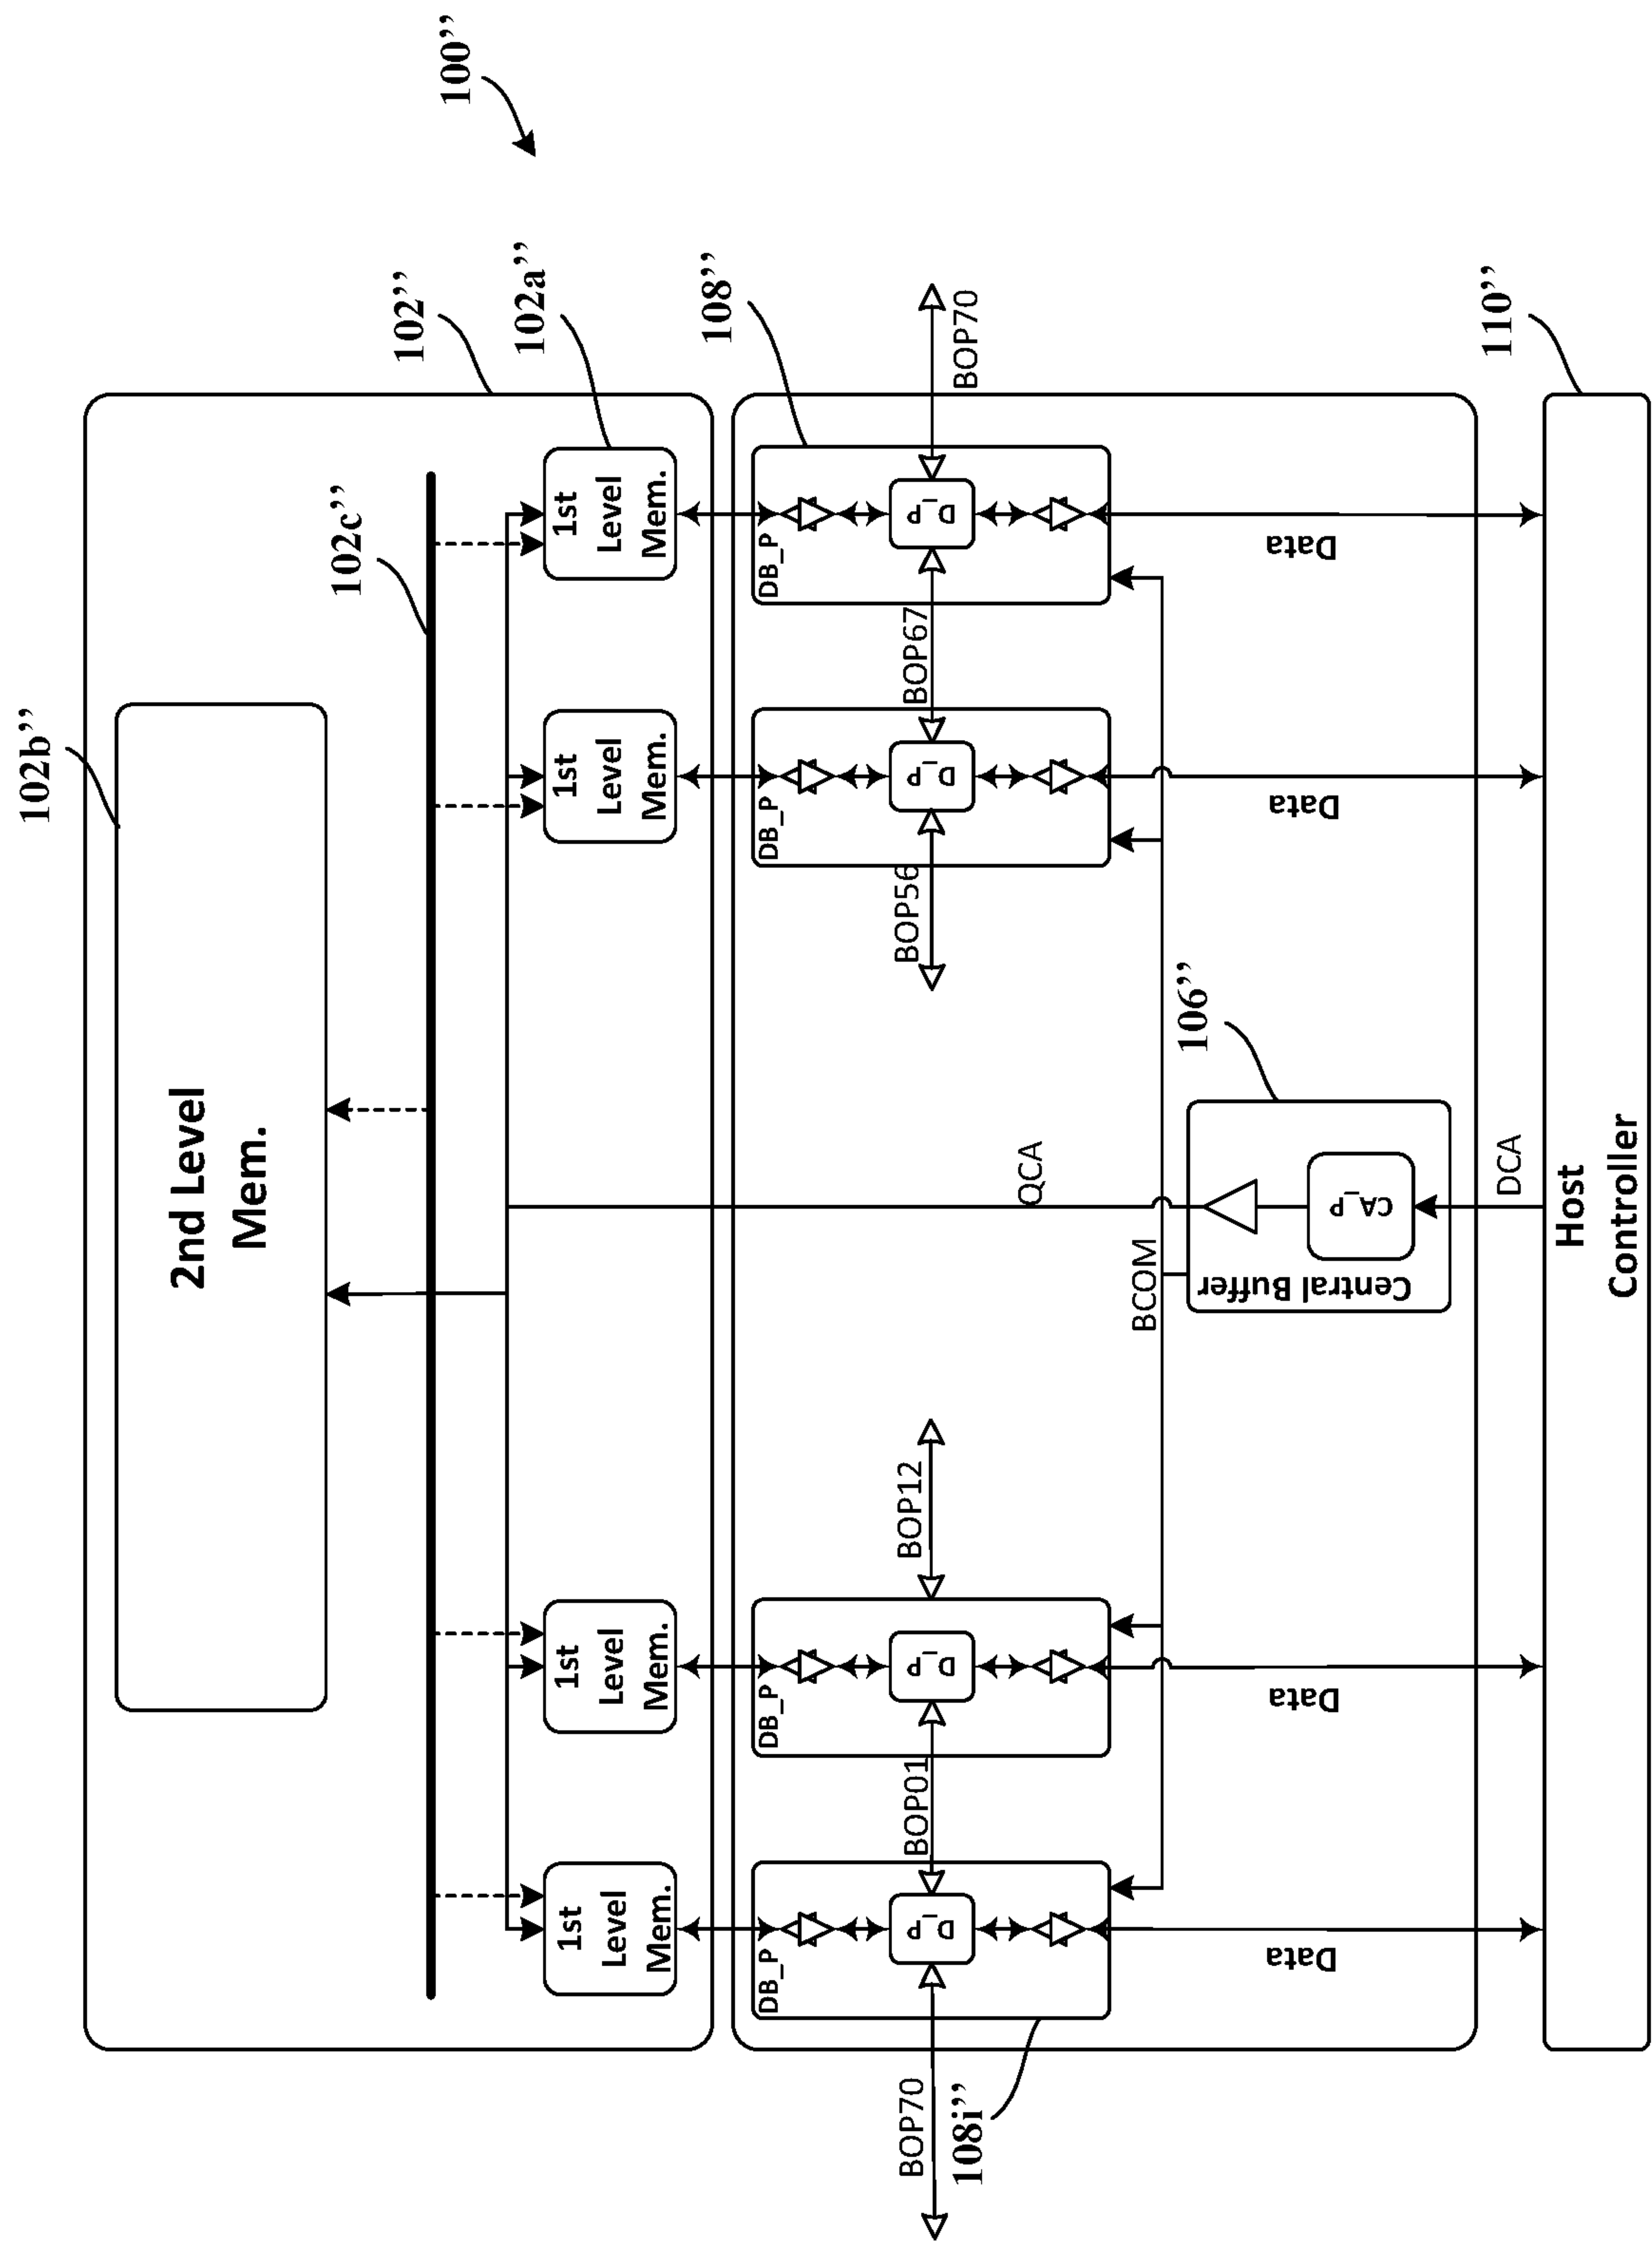 100’’
102’’
102a’’
102b’’
102c’’
2nd Level
Mem.
1st
Level
Mem.
1st
Level
Mem.
1st
Level
Mem.
1st
Level
Mem.
108’’
108i’’
DB_P
D_P
DB_P
D_P
DB_P
D_P
DB_P
D_P
BOP70
BOP01
BOP12
BOP56
BOP67
BOP70
QCA
BCOM
106’’
Central Buffer
CA_P
DCA
Data
Data
Data
Data
110’’
Host
Controller